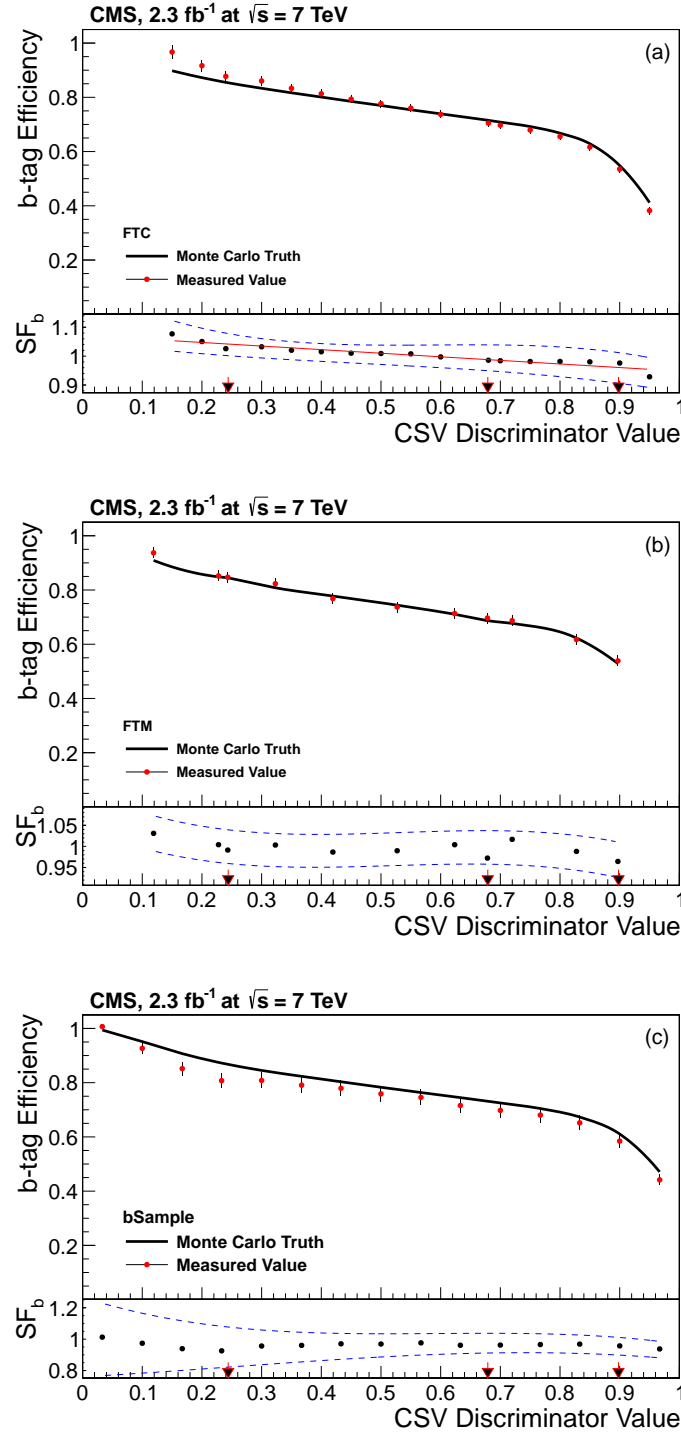 CMS, 2.3 fb-1 at √s = 7 TeV
(a)
b-tag Efficiency
1
0.8
0.6
0.4
0.2
FTC
Monte Carlo Truth
Measured Value
SFb
1.1
1
0.9
0 0.1 0.2 0.3 0.4 0.5 0.6 0.7 0.8 0.9 1
CSV Discriminator Value
CMS, 2.3 fb-1 at √s = 7 TeV
(b)
b-tag Efficiency
1
0.8
0.6
0.4
0.2
FTM
Monte Carlo Truth
Measured Value
SFb
1.05
1
0.95
0 0.1 0.2 0.3 0.4 0.5 0.6 0.7 0.8 0.9 1
CSV Discriminator Value
CMS, 2.3 fb-1 at √s = 7 TeV
(c)
b-tag Efficiency
1
0.8
0.6
0.4
0.2
bSample
Monte Carlo Truth
Measured Value
SFb
1.2
1
0.8
0 0.1 0.2 0.3 0.4 0.5 0.6 0.7 0.8 0.9 1
CSV Discriminator Value